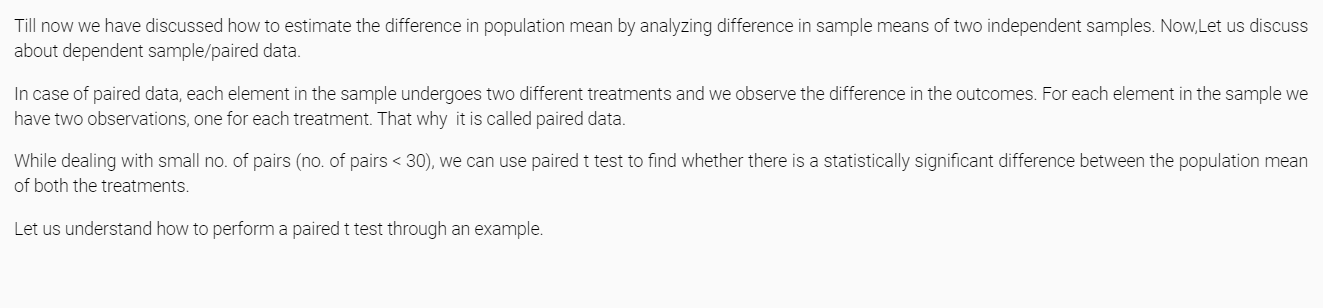 Till now we have discussed how to estimate the difference in population mean by analyzing difference in sample means of two independent samples. Now,Let us discuss
about dependent sample/paired data.
In case of paired data, each element in the sample undergoes two different treatments and we observe the difference in the outcomes. For each element in the sample we
have two observations, one for each treatment. That why  it is called paired data.
While dealing with small no. of pairs (no. of pairs < 30), we can use paired t test to find whether there is a statistically significant difference between the population mean
of both the treatments.
Let us understand how to perform a paired t test through an example.